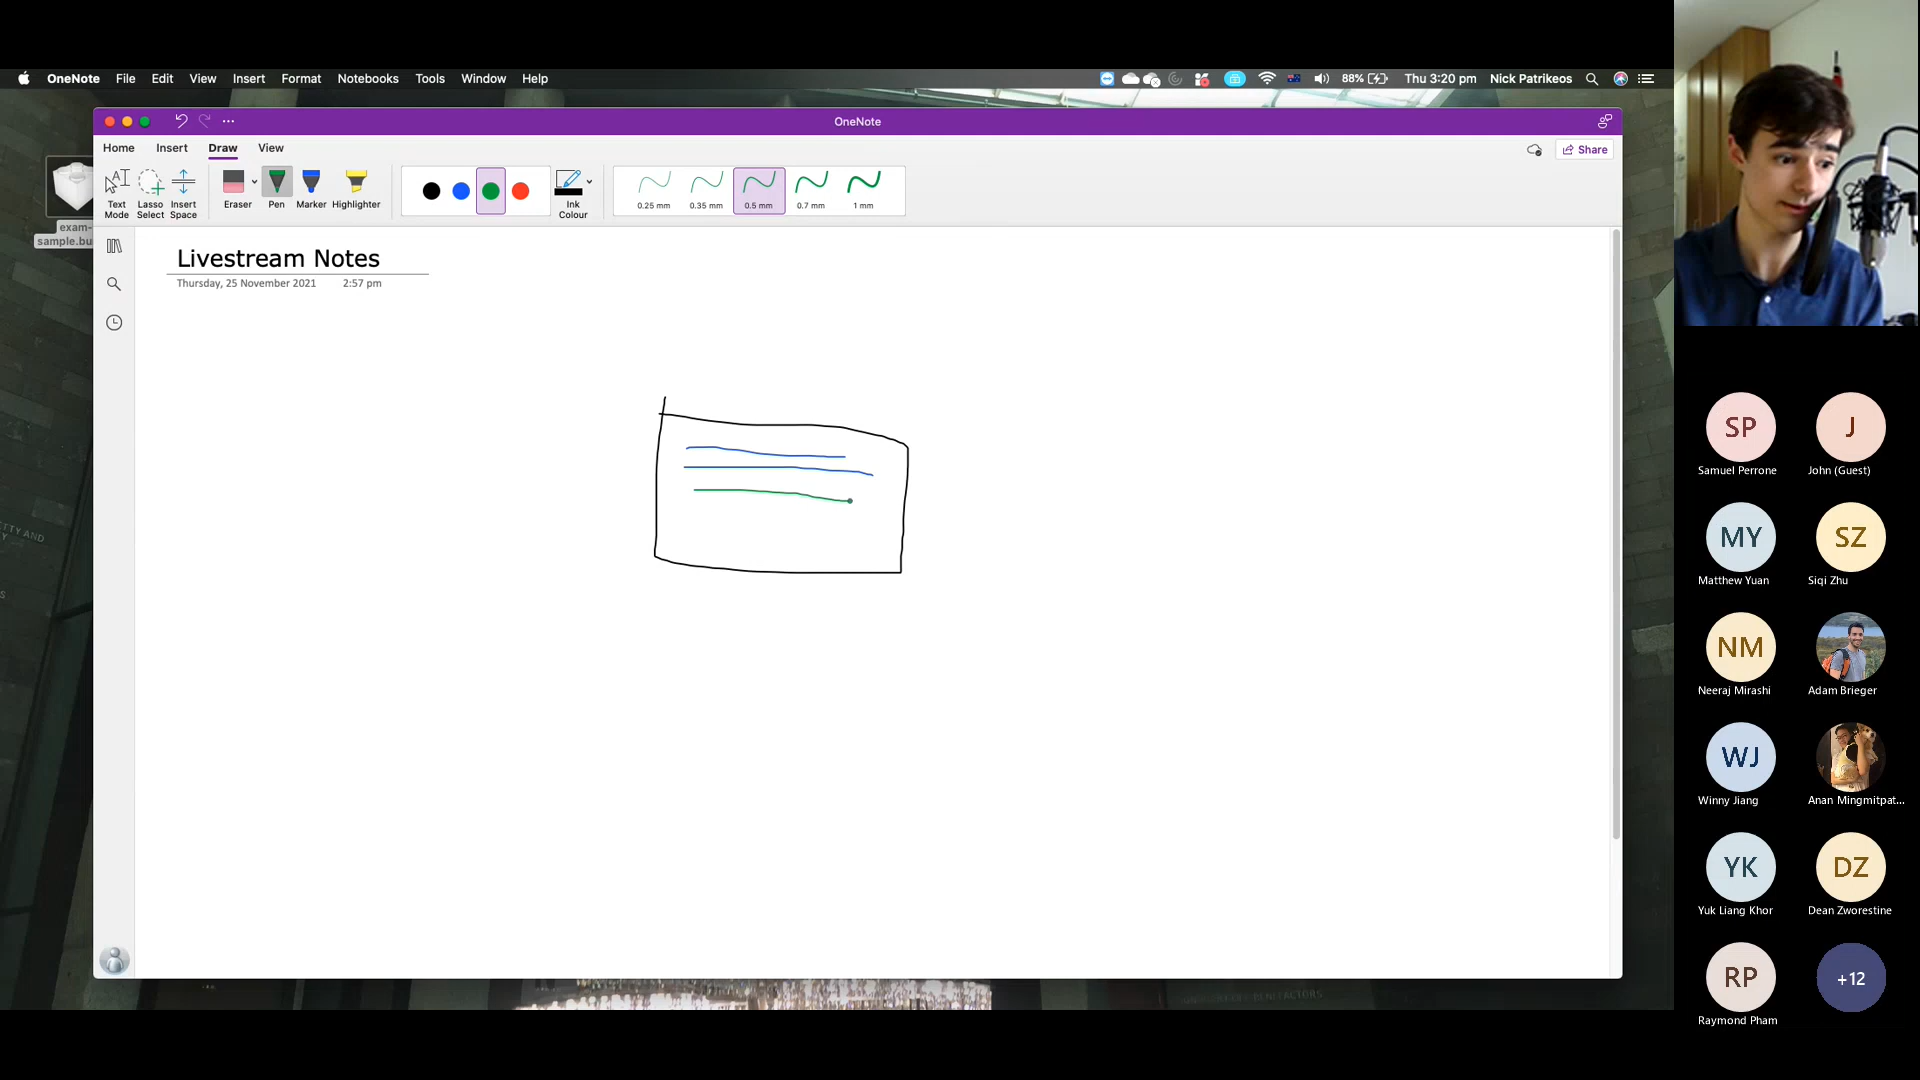 OneNote File Edit View Insert Format Notebooks Tools Window Help 88% Thu 3:20 pm Nick Patrikeos
OneNote
Home Insert Draw View Share
Text Mode
Lasso Select
Insert Space
Eraser
Pen
Marker
Highlighter
Ink Colour
0.25 mm 0.35 mm 0.5 mm 0.7 mm 1 mm
exam-
sample.bu
Livestream Notes
Thursday, 25 November 2021 2:57 pm
SP J
Samuel Perrone John (Guest)
MY SZ
Matthew Yuan Siqi Zhu
NM
Neeraj Mirashi Adam Brieger
WJ
Winny Jiang Anan Mingmitpat...
YK DZ
Yuk Liang Khor Dean Zworestine
RP +12
Raymond Pham